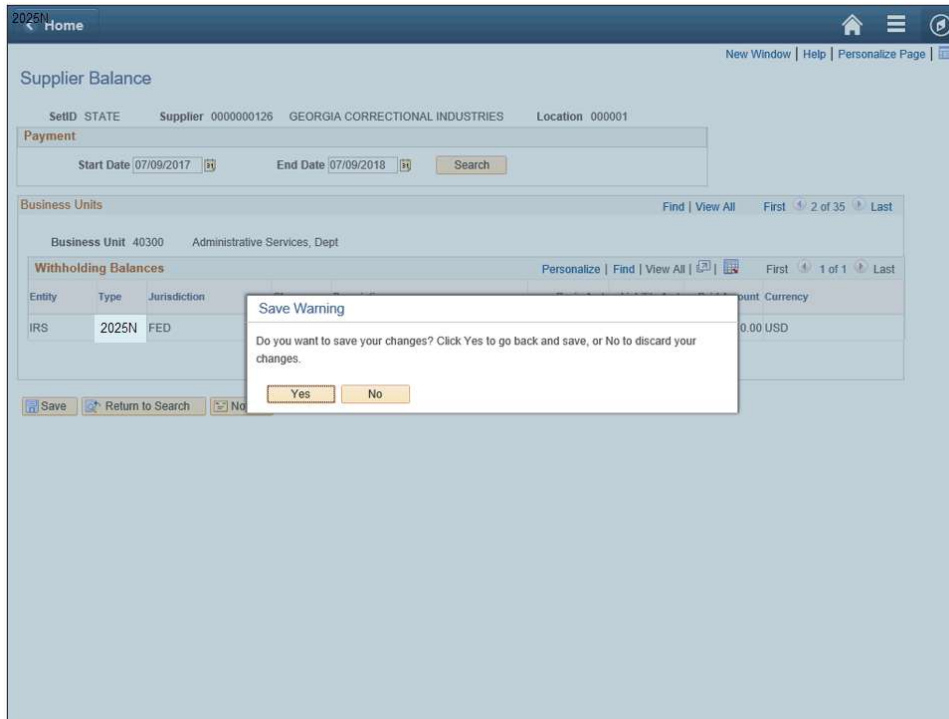 2025N
Home
New Window | Help | Personalize Page |
Supplier Balance
SetID STATE Supplier 0000000126 GEORGIA CORRECTIONAL INDUSTRIES Location 000001
Payment
Start Date 07/09/2017 End Date 07/09/2018 Search
Business Units Find | View All First 2 of 35 Last
Business Unit 40300 Administrative Services, Dept
Withholding Balances Personalize | Find | View All | First 1 of 1 Last
Entity Type Jurisdiction Currency
IRS 2025N FED 0.00 USD
Save Warning
Do you want to save your changes? Click Yes to go back and save, or No to discard your
changes.
Yes No
Save Return to Search No